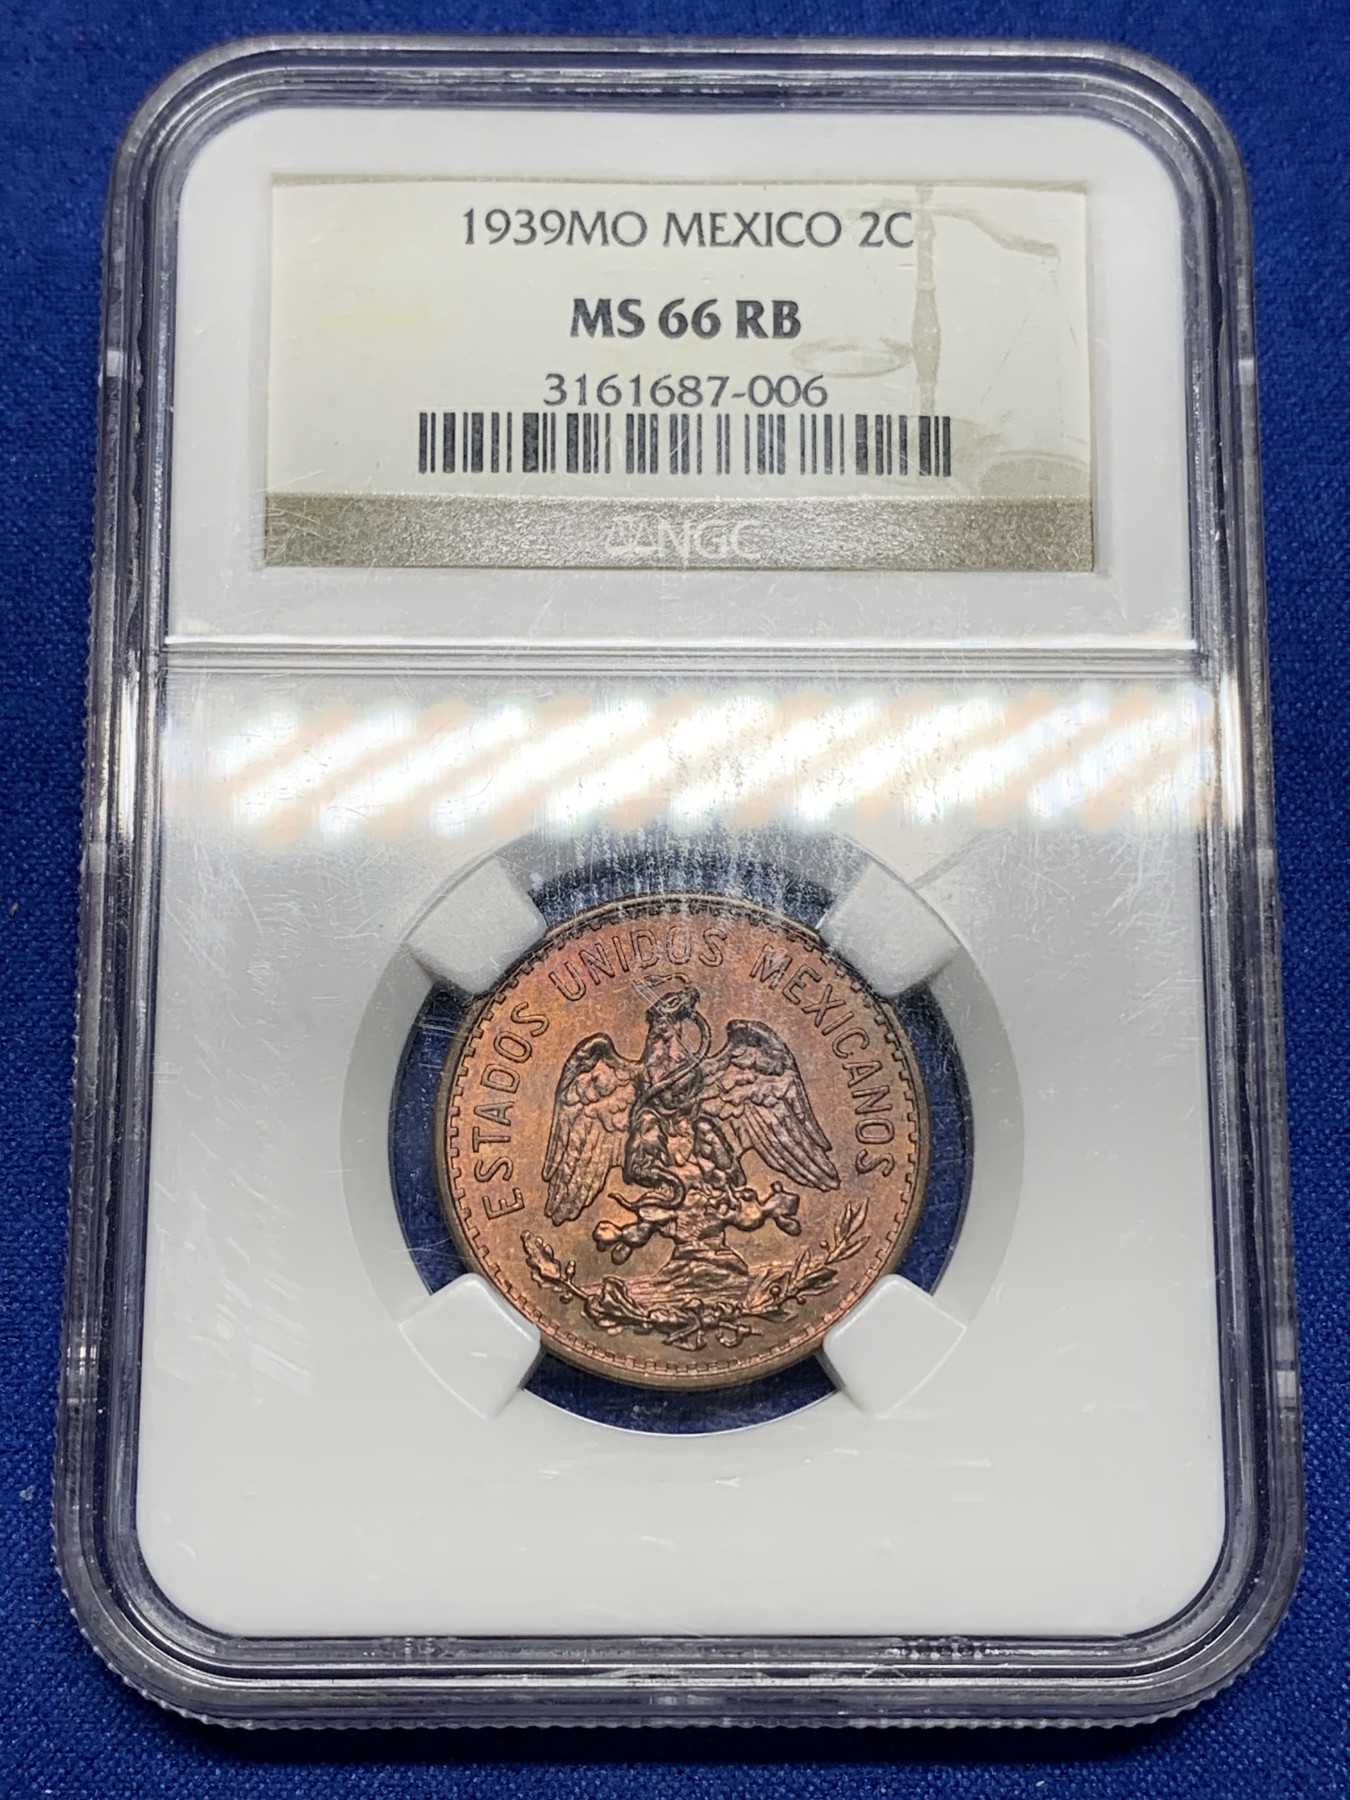 1939MO MEXICO 2C
MS 66 RB
3161687-006
NGC
ESTADOS UNIDOS MEXICANOS